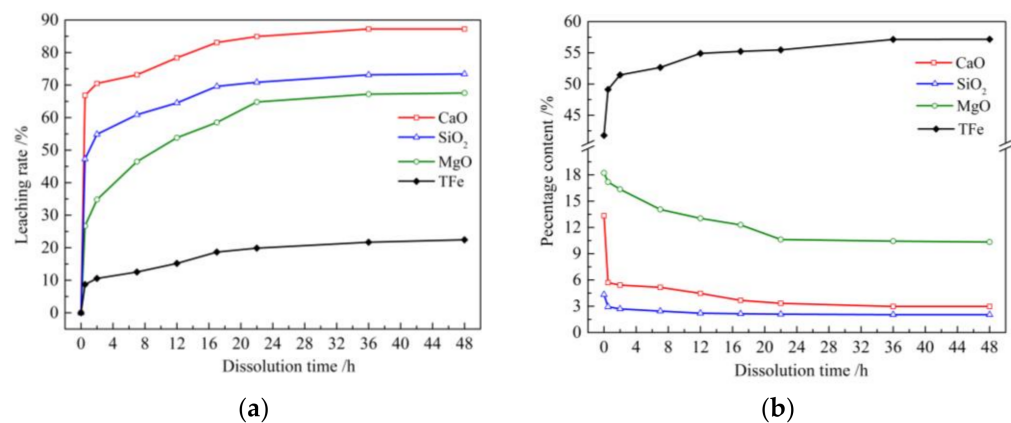 90
80
70
60
50
40
30
20
10
0
Leaching rate /%
CaO
SiO₂
MgO
TFe
0 4 8 12 16 20 24 28 32 36 40 44 48
Dissolution time /h
(a)
60
55
50
45
18
15
12
9
6
3
0
Pecentage content /%
CaO
SiO₂
MgO
TFe
0 4 8 12 16 20 24 28 32 36 40 44 48
Dissolution time /h
(b)